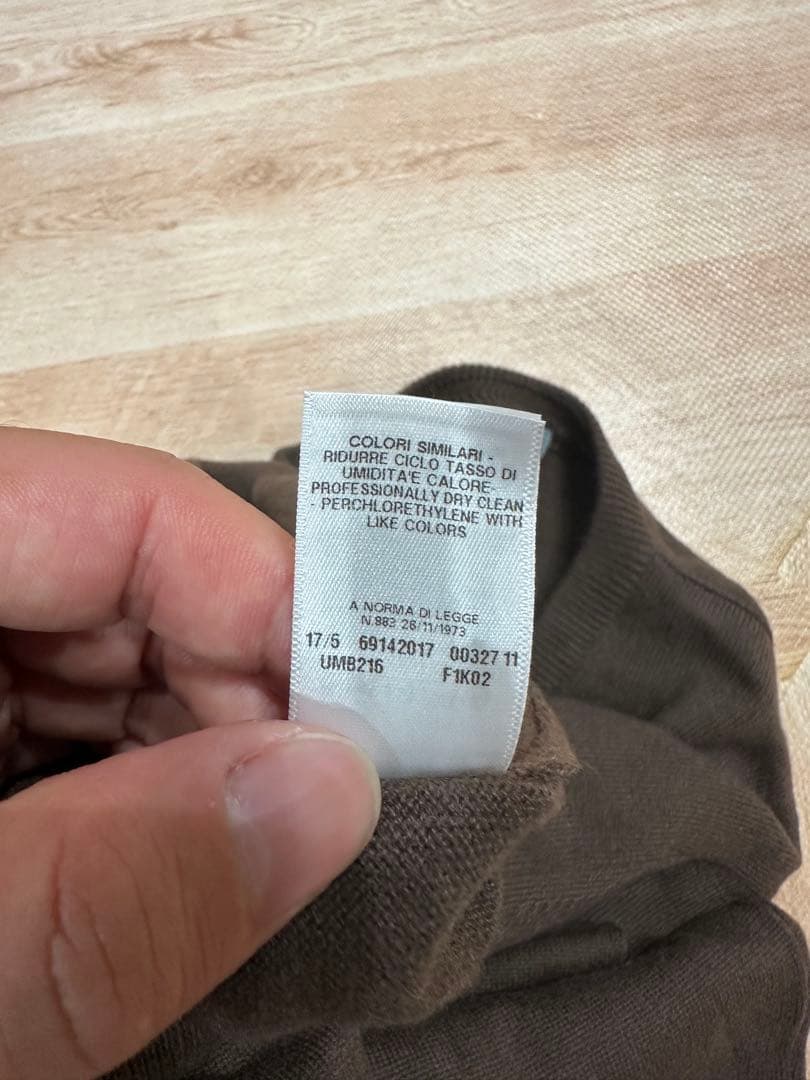 COLORI SIMILARI -
RIDURRE CICLO TASSO DI
UMIDITA'E CALORE
PROFESSIONALLY DRY CLEAN
- PERCHLORETHYLENE WITH
LIKE COLORS
A NORMA DI LEGGE
N.883 26/11/1973
17/5 69142017 00327 11
UMB216 F1K02